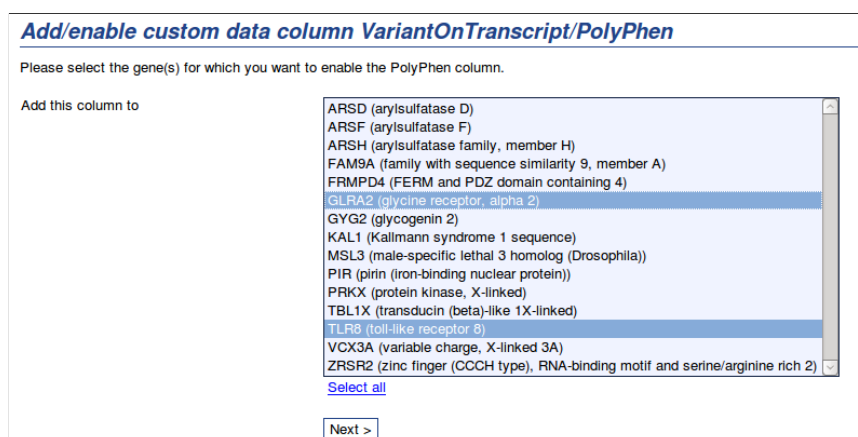 Add/enable custom data column VariantOnTranscript/PolyPhen
Please select the gene(s) for which you want to enable the PolyPhen column.
Add this column to
ARSD (arylsulfatase D)
ARSF (arylsulfatase F)
ARSH (arylsulfatase family, member H)
FAM9A (family with sequence similarity 9, member A)
FRMPD4 (FERM and PDZ domain containing 4)
GLRA2 (glycine receptor, alpha 2)
GYG2 (glycogenin 2)
KAL1 (Kallmann syndrome 1 sequence)
MSL3 (male-specific lethal 3 homolog (Drosophila))
PIR (pirin (iron-binding nuclear protein))
PRKX (protein kinase, X-linked)
TBL1X (transducin (beta)-like 1X-linked)
TLR8 (toll-like receptor 8)
VCX3A (variable charge, X-linked 3A)
ZRSR2 (zinc finger (CCCH type), RNA-binding motif and serine/arginine rich 2)
Select all
Next >